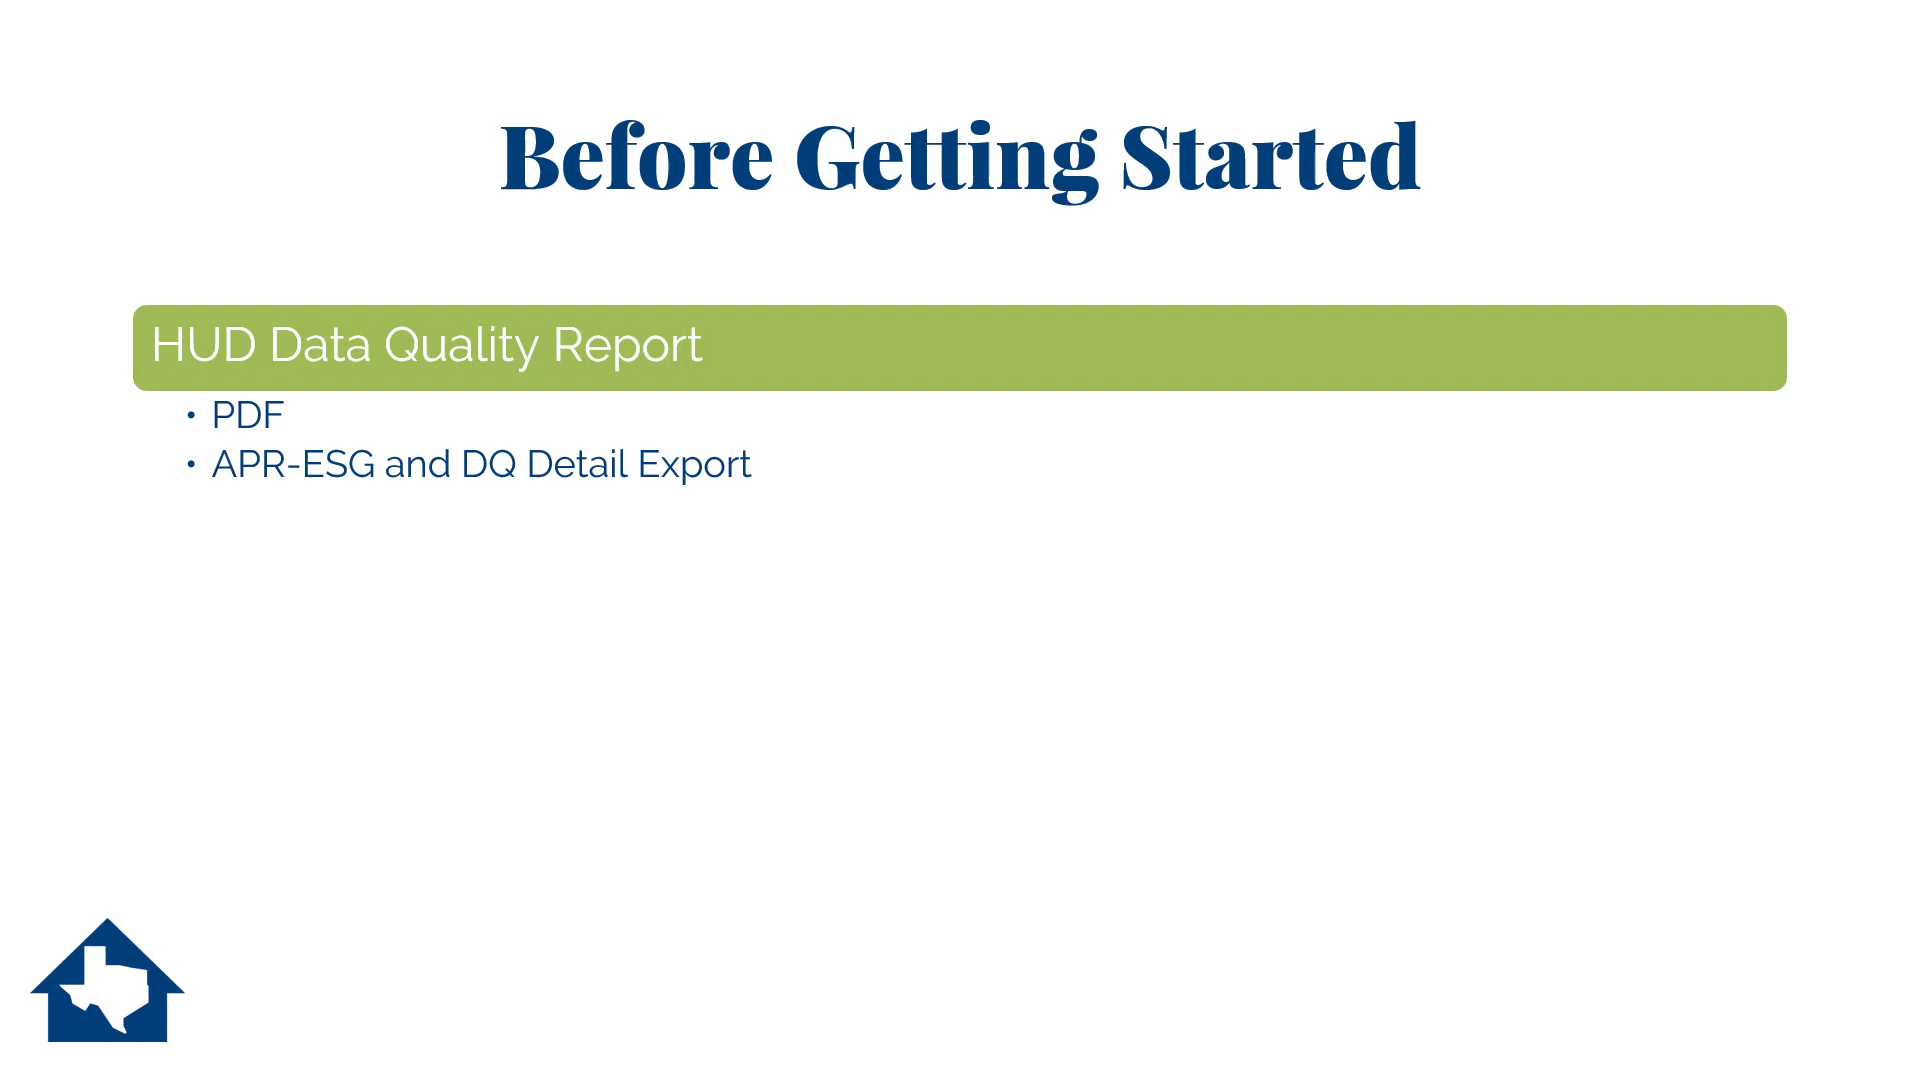 Before Getting Started
HUD Data Quality Report
• PDF
• APR-ESG and DQ Detail Export